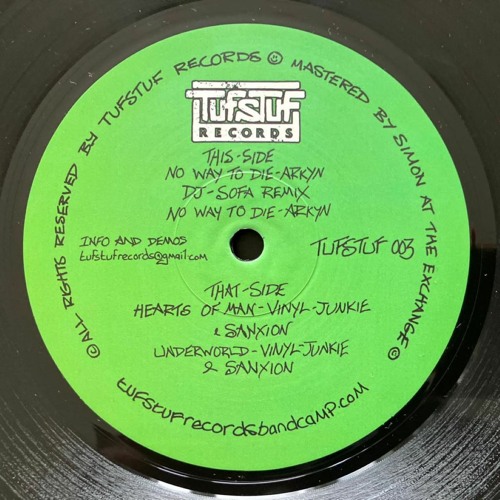 © ALL RIGHTS RESERVED BY TUFSTUF RECORDS © MASTERED BY SIMON AT THE EXCHANGE ©
TUFSTUF
RECORDS
THIS-SIDE
NO WAY TO DIE-ARKYN
DJ-SOFA REMIX
NO WAY TO DIE-ARKYN
INFO AND DEMOS
tufstufrecords@gmail.com
TUFSTUF 003
THAT-SIDE
HEARTS OF MAN-VINYL-JUNKIE
& SANXION
UNDERWORLD-VINYL-JUNKIE
& SANXION
tufstufrecordsbandcamp.com